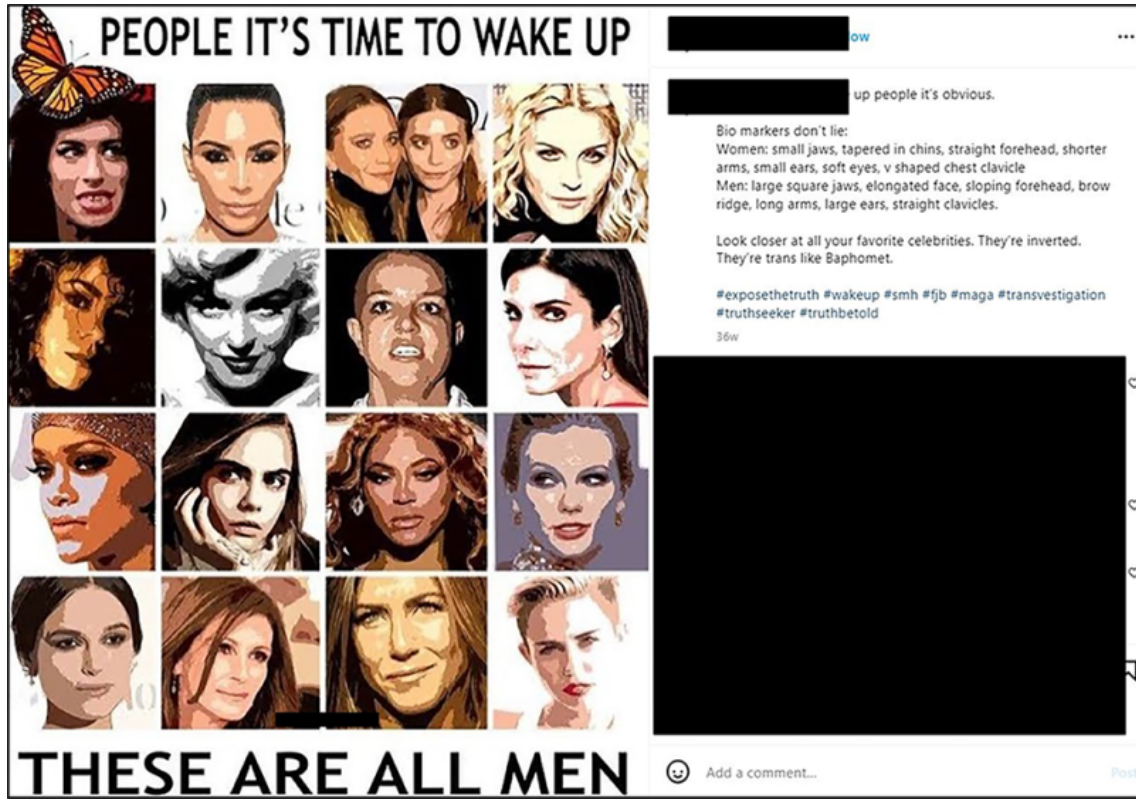 PEOPLE IT'S TIME TO WAKE UP
THESE ARE ALL MEN
ow
up people it's obvious.
Bio markers don't lie:
Women: small jaws, tapered in chins, straight forehead, shorter
arms, small ears, soft eyes, v shaped chest clavicle
Men: large square jaws, elongated face, sloping forehead, brow
ridge, long arms, large ears, straight clavicles.
Look closer at all your favorite celebrities. They're inverted.
They're trans like Baphomet.
#exposethetruth #wakeup #smh #fjb #maga #transvestigation
#truthseeker #truthbetold
36w
Add a comment...
Post